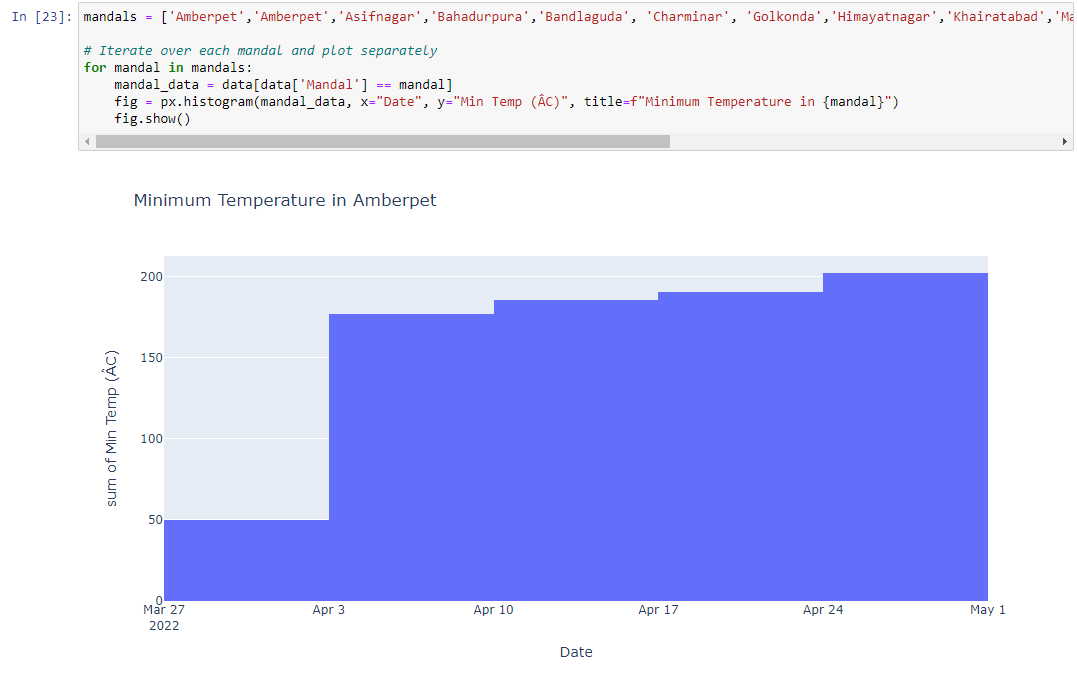 In [23]: mandals = ['Amberpet','Amberpet','Asifnagar','Bahadurpura','Bandlaguda', 'Charminar', 'Golkonda','Himayatnagar','Khairatabad','Ma
# Iterate over each mandal and plot separately
for mandal in mandals:
    mandal_data = data[data['Mandal'] == mandal]
    fig = px.histogram(mandal_data, x="Date", y="Min Temp (ÂC)", title=f"Minimum Temperature in {mandal}")
    fig.show()
Minimum Temperature in Amberpet
200
150
100
50
0
sum of Min Temp (ÂC)
Mar 27 Apr 3 Apr 10 Apr 17 Apr 24 May 1
2022
Date